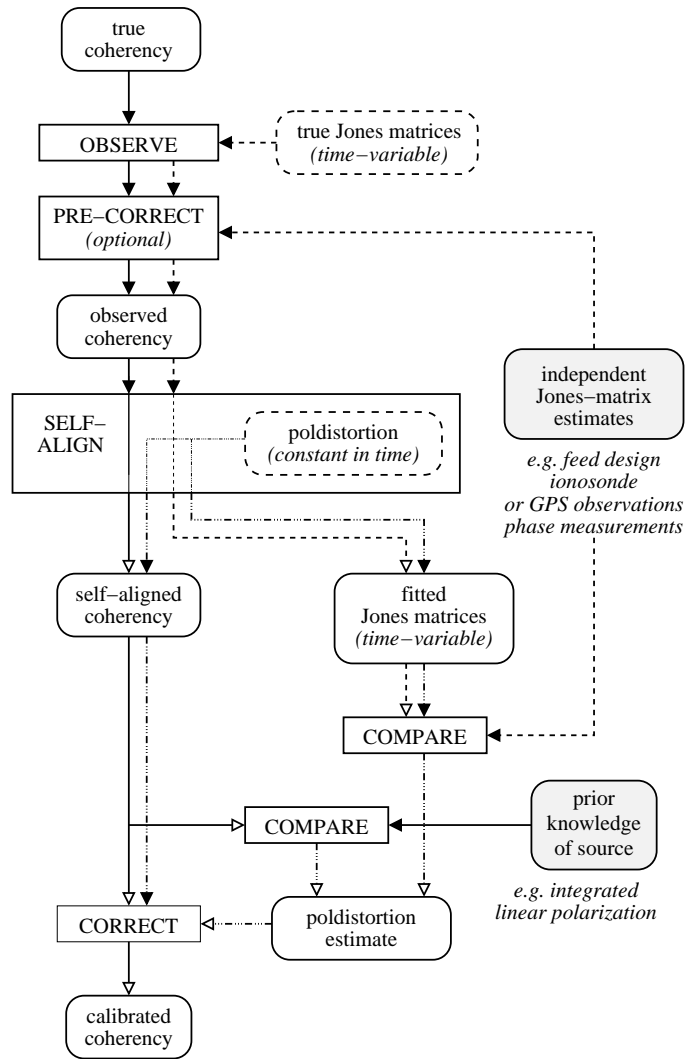 true
coherency
OBSERVE
true Jones matrices
(time−variable)
PRE−CORRECT
(optional)
observed
coherency
independent
Jones−matrix
estimates
e.g. feed design
ionosonde
or GPS observations
phase measurements
SELF−
ALIGN
poldistortion
(constant in time)
self−aligned
coherency
fitted
Jones matrices
(time−variable)
COMPARE
COMPARE
prior
knowledge
of source
e.g. integrated
linear polarization
CORRECT
poldistortion
estimate
calibrated
coherency